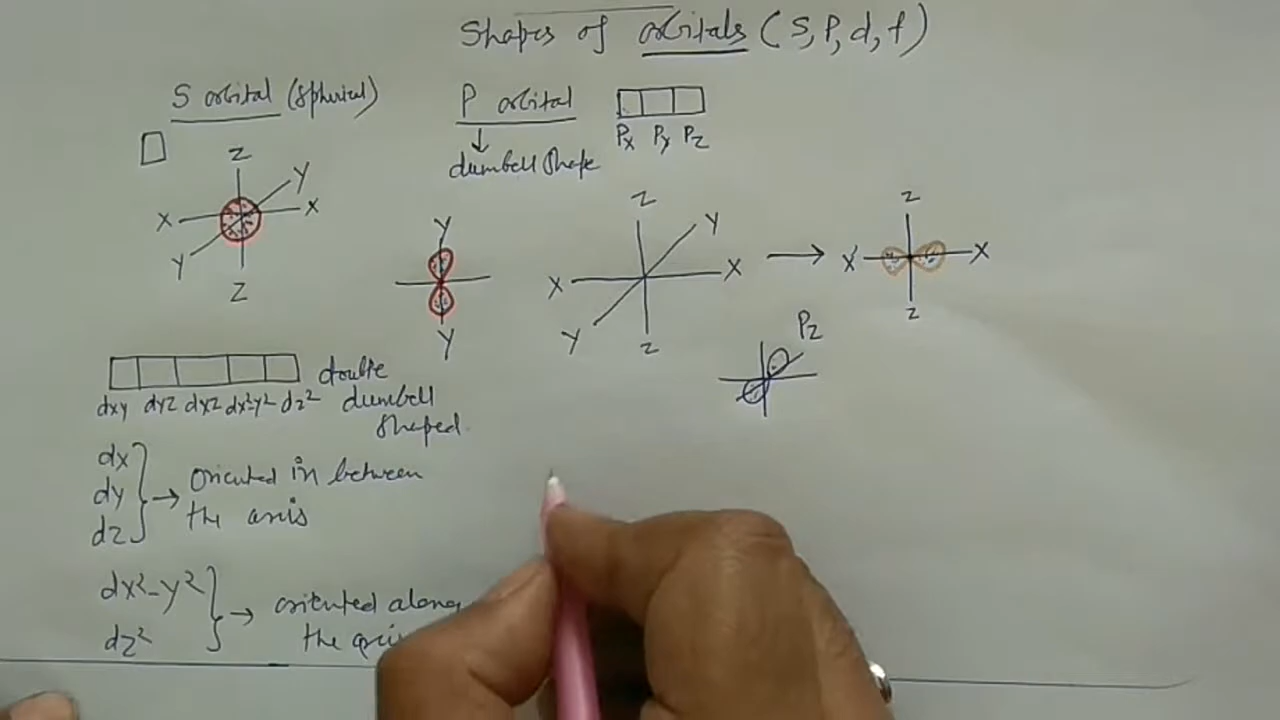 Shapes of orbitals (S, P, d, f)
S orbital (Spherical)
Z
Y
X
X
Y
Z
P orbital
Px Py Pz
dumbell shape
Y
Y
Z
Y
X
X
Y
Z
Z
X
X
Z
Pz
double
dumbell
shaped
dxy dyz dxz dx²-y² dz²
dx
dy
dz
oriented in between
the axis
dx²-y²
dz²
oriented along
the